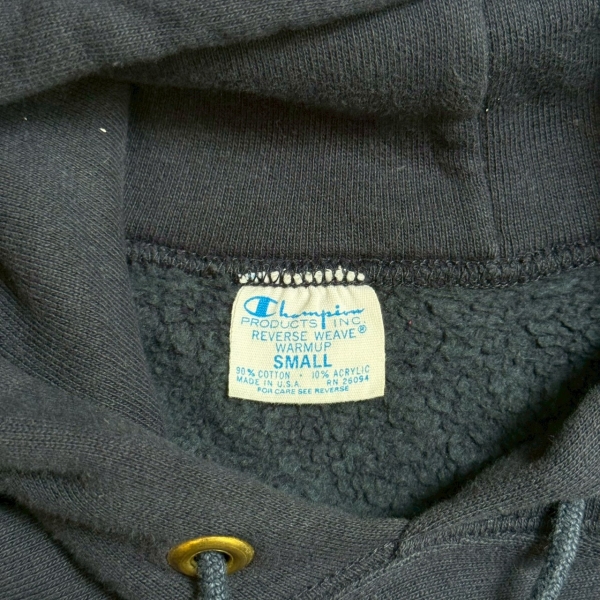 Champion
PRODUCTS INC.
REVERSE WEAVE®
WARMUP
SMALL
90% COTTON · 10% ACRYLIC
MADE IN U.S.A. RN 26094
FOR CARE SEE REVERSE